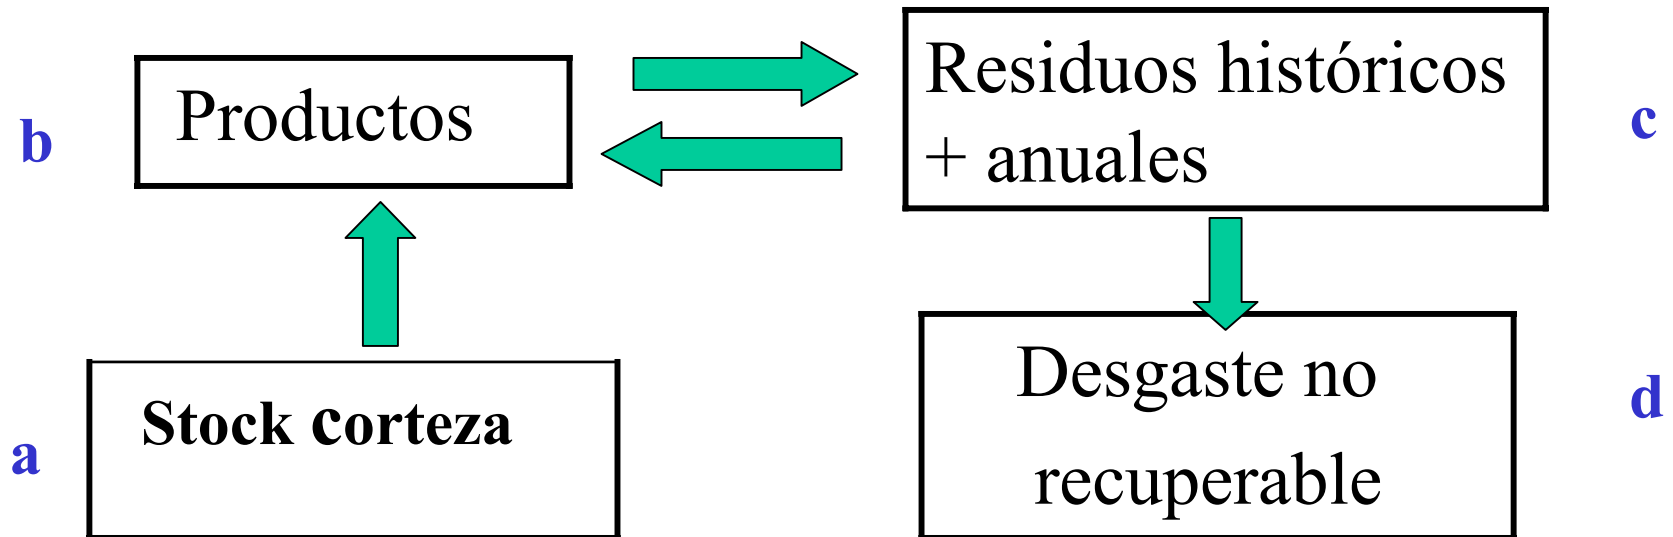 b
Productos
Residuos históricos
+ anuales
c
a
Stock corteza
Desgaste no
recuperable
d